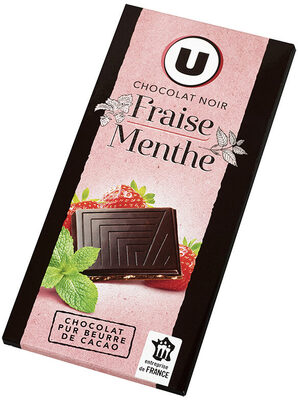 U
CHOCOLAT NOIR
Fraise
Menthe
CHOCOLAT
PUR BEURRE
DE CACAO
entreprise
de FRANCE